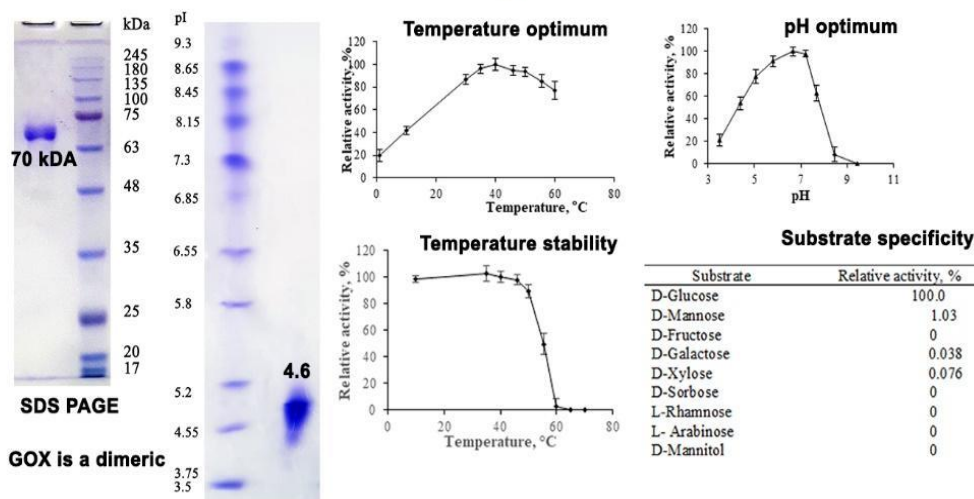 kDa
245
180
135
100
75
63
48
35
25
20
17
70 kDA
SDS PAGE
GOX is a dimeric
pI
9.3
8.65
8.45
8.15
7.3
6.85
6.55
5.8
5.2
4.55
3.75
3.5
4.6
Temperature optimum
Relative activity, %
120
100
80
60
40
20
0
0 20 40 60 80
Temperature, °C
pH optimum
Relative activity, %
120
100
80
60
40
20
0
3 5 7 9 11
pH
Temperature stability
Relative activity, %
120
100
80
60
40
20
0
0 20 40 60 80
Temperature, °C
Substrate specificity
Substrate Relative activity, %
D-Glucose 100.0
D-Mannose 1.03
D-Fructose 0
D-Galactose 0.038
D-Xylose 0.076
D-Sorbose 0
L-Rhamnose 0
L- Arabinose 0
D-Mannitol 0